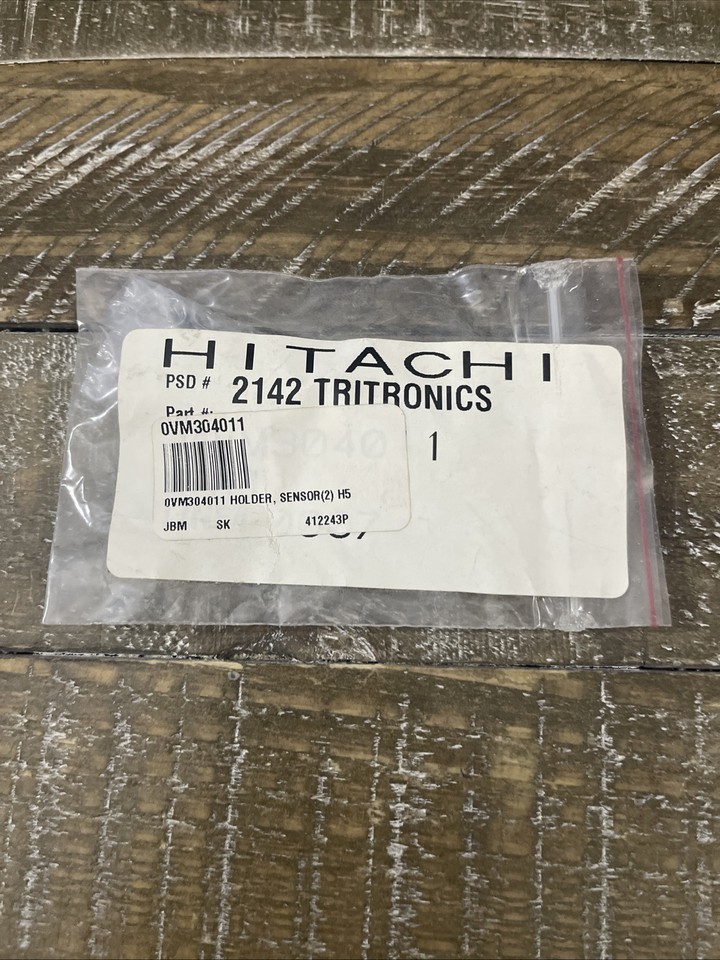 HITACHI
PSD # 2142 TRITRONICS
Part #:
0VM304011
1
0VM304011 HOLDER, SENSOR(2) H5
JBM SK 412243P